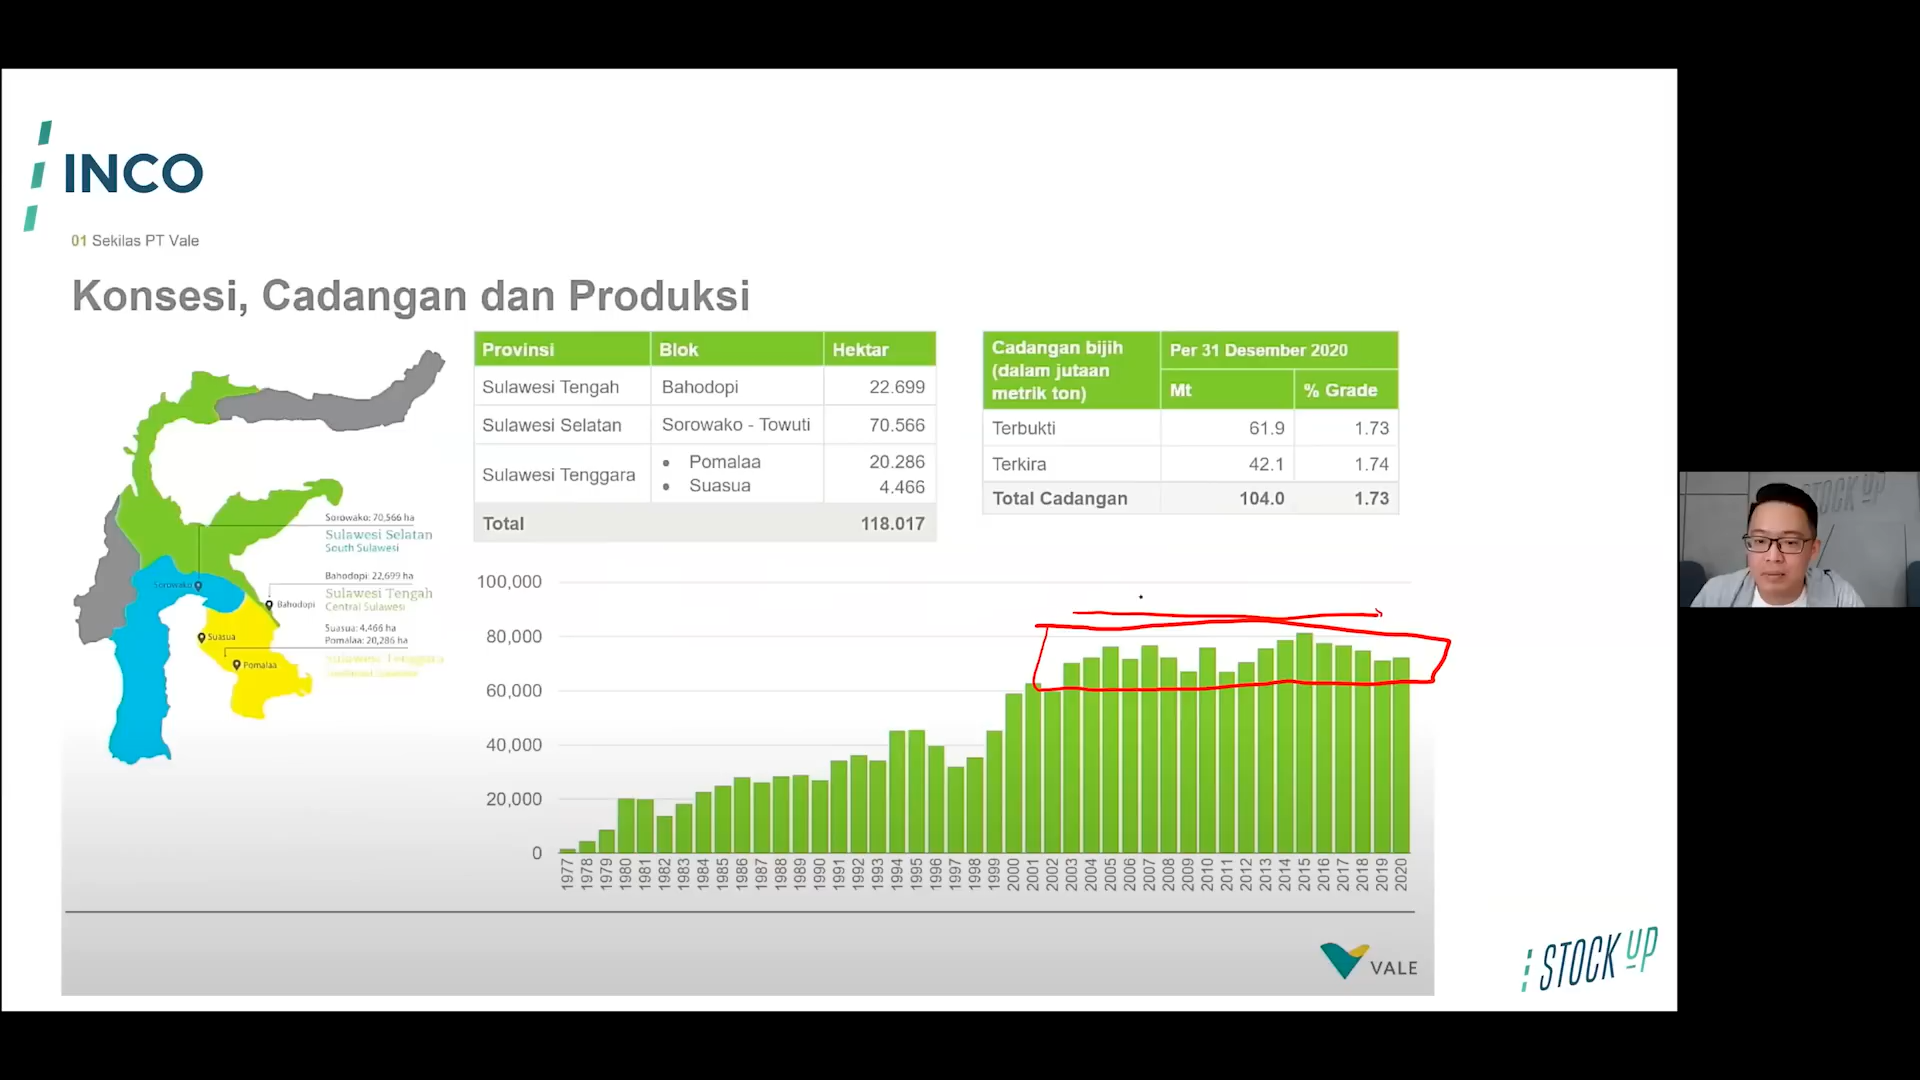 INCO
01 Sekilas PT Vale
Konsesi, Cadangan dan Produksi
Provinsi Blok Hektar
Sulawesi Tengah Bahodopi 22.699
Sulawesi Selatan Sorowako - Towuti 70.566
Sulawesi Tenggara
• Pomalaa 20.286
• Suasua 4.466
Total 118.017
Cadangan bijih (dalam jutaan metrik ton) Per 31 Desember 2020
Mt % Grade
Terbukti 61.9 1.73
Terkira 42.1 1.74
Total Cadangan 104.0 1.73
Sorowako: 70,566 ha
Sulawesi Selatan
South Sulawesi
Bahodopi: 22,699 ha
Sulawesi Tengah
Central Sulawesi
Suasua: 4,466 ha
Pomalaa: 20,286 ha
Sulawesi Tenggara
Sorowako
Bahodopi
Suasua
Pomalaa
100,000
80,000
60,000
40,000
20,000
0
1977 1978 1979 1980 1981 1982 1983 1984 1985 1986 1987 1988 1989 1990 1991 1992 1993 1994 1995 1996 1997 1998 1999 2000 2001 2002 2003 2004 2005 2006 2007 2008 2009 2010 2011 2012 2013 2014 2015 2016 2017 2018 2019 2020
VALE
STOCK UP
STOCK UP